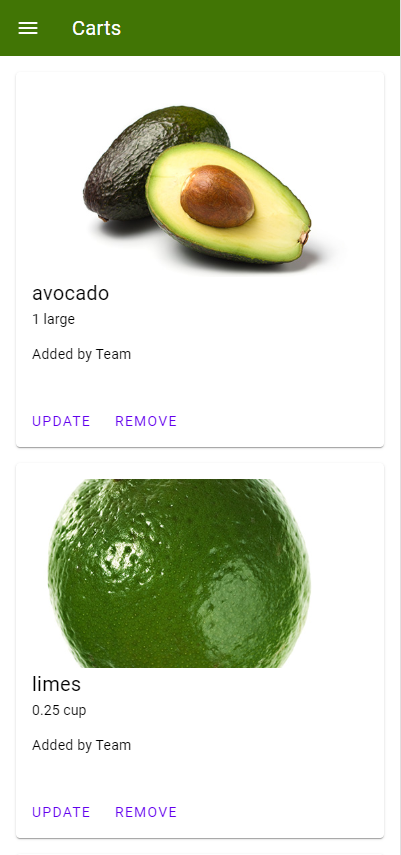 Carts
avocado
1 large
Added by Team
UPDATE REMOVE
limes
0.25 cup
Added by Team
UPDATE REMOVE